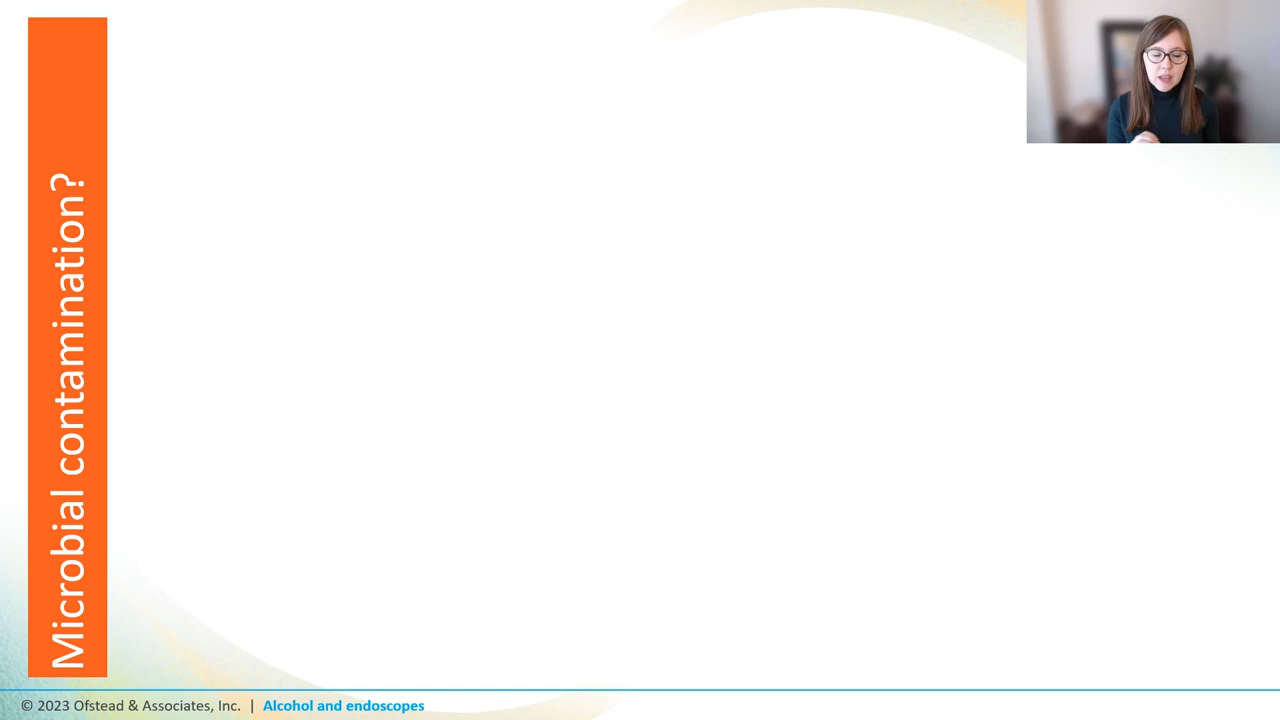 Microbial contamination?
© 2023 Ofstead & Associates, Inc. | Alcohol and endoscopes